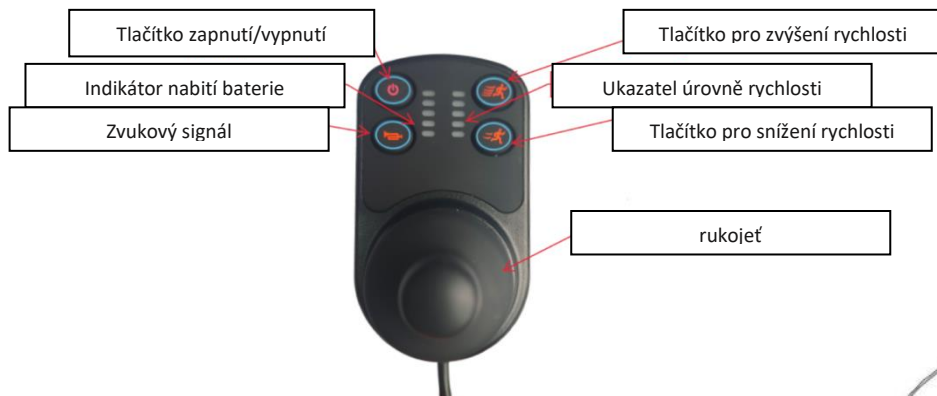 Tlačítko zapnutí/vypnutí
Tlačítko pro zvýšení rychlosti
Indikátor nabití baterie
Ukazatel úrovně rychlosti
Zvukový signál
Tlačítko pro snížení rychlosti
rukojeť